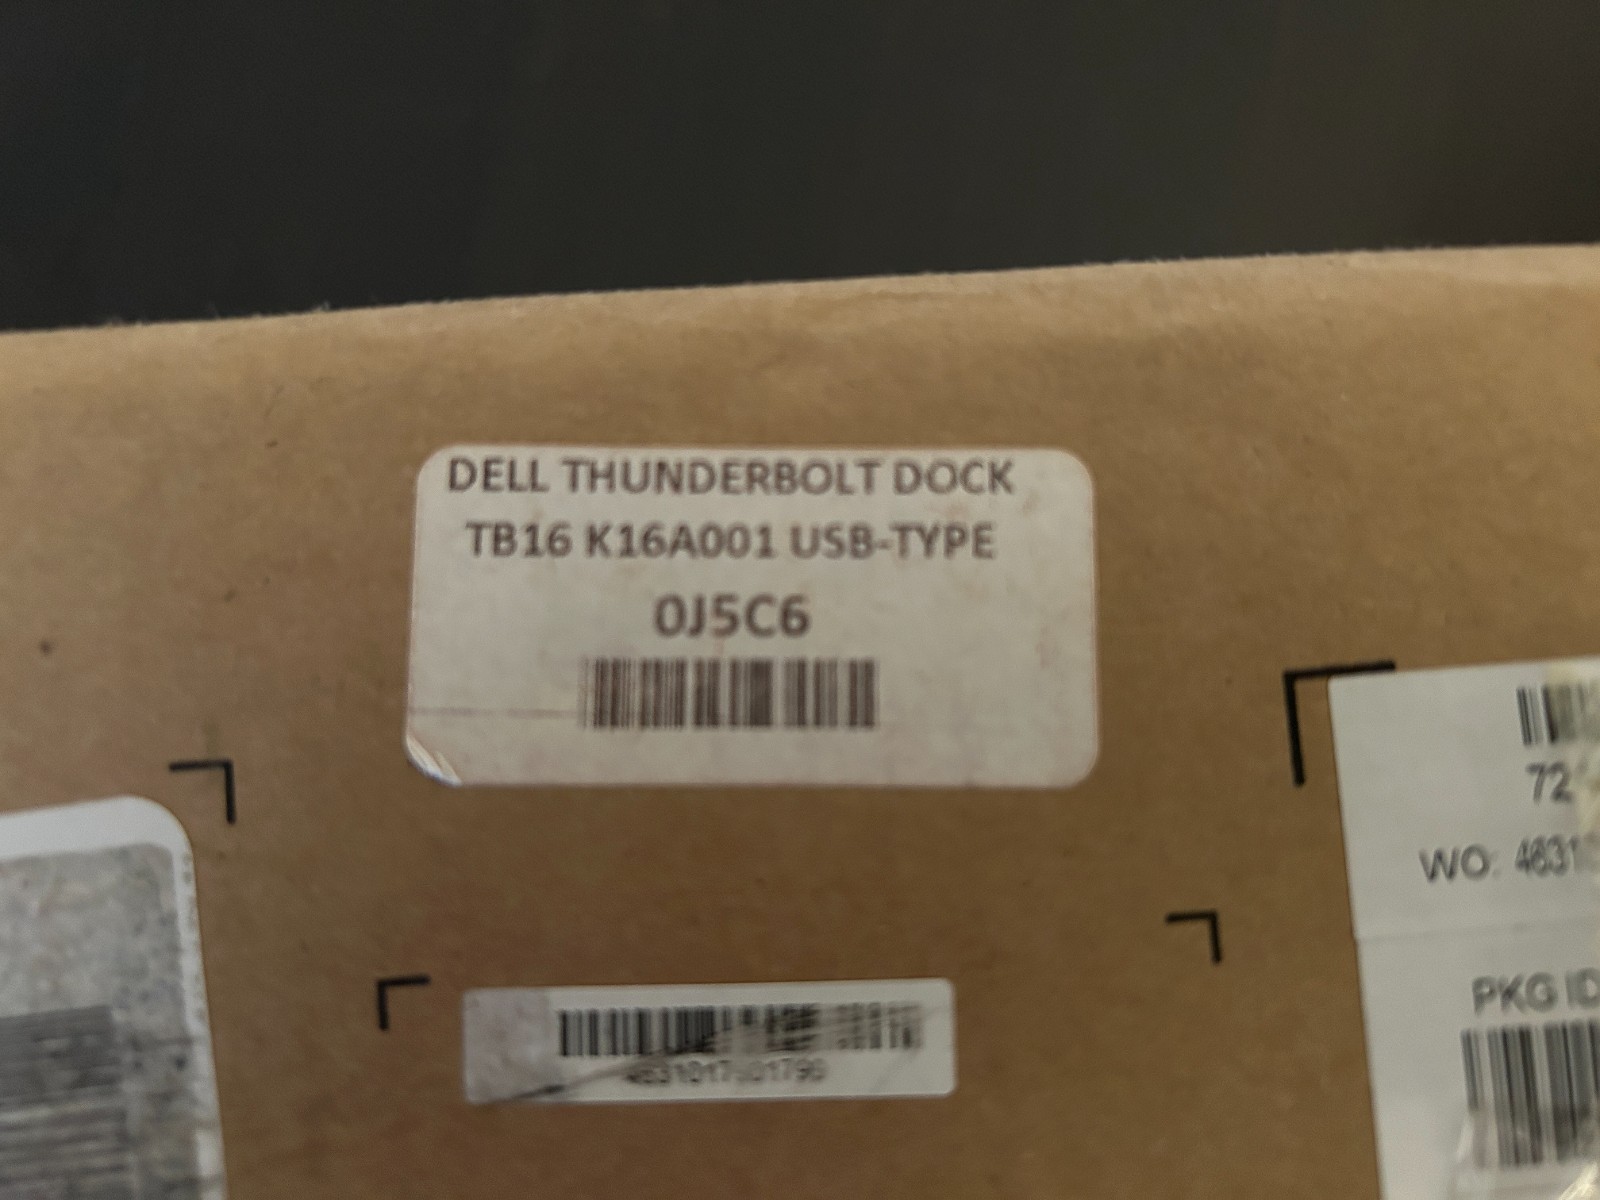 DELL THUNDERBOLT DOCK
TB16 K16A001 USB-TYPE
0J5C6
WO:
PKG ID